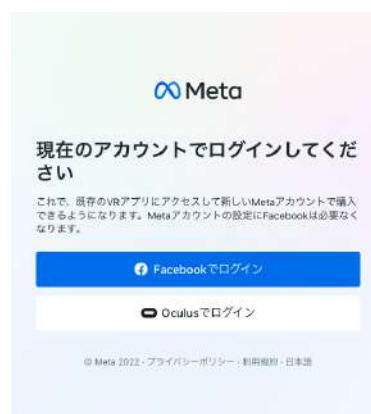 Meta
現在のアカウントでログインしてくだ
さい
これで、既存のVRアプリにアクセスして新しいMetaアカウントで購入
できるようになります。Metaアカウントの設定にFacebookは必要なく
なります。
Facebookでログイン
Oculusでログイン
© Meta 2022・プライバシーポリシー・利用規約・日本語